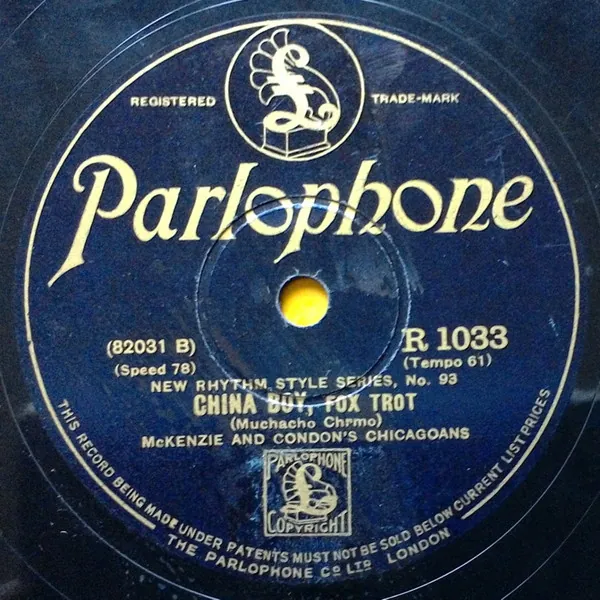 REGISTERED TRADE-MARK
Parlophone
(82031 B) R 1033
(Speed 78) (Tempo 61)
NEW RHYTHM STYLE SERIES, No. 93
CHINA BOY, FOX TROT
(Muchacho Chrmo)
McKENZIE AND CONDON'S CHICAGOANS
PARLOPHONE
COPYRIGHT
THIS RECORD BEING MADE UNDER PATENTS MUST NOT BE SOLD BELOW CURRENT LIST PRICES
THE PARLOPHONE CO LTD LONDON